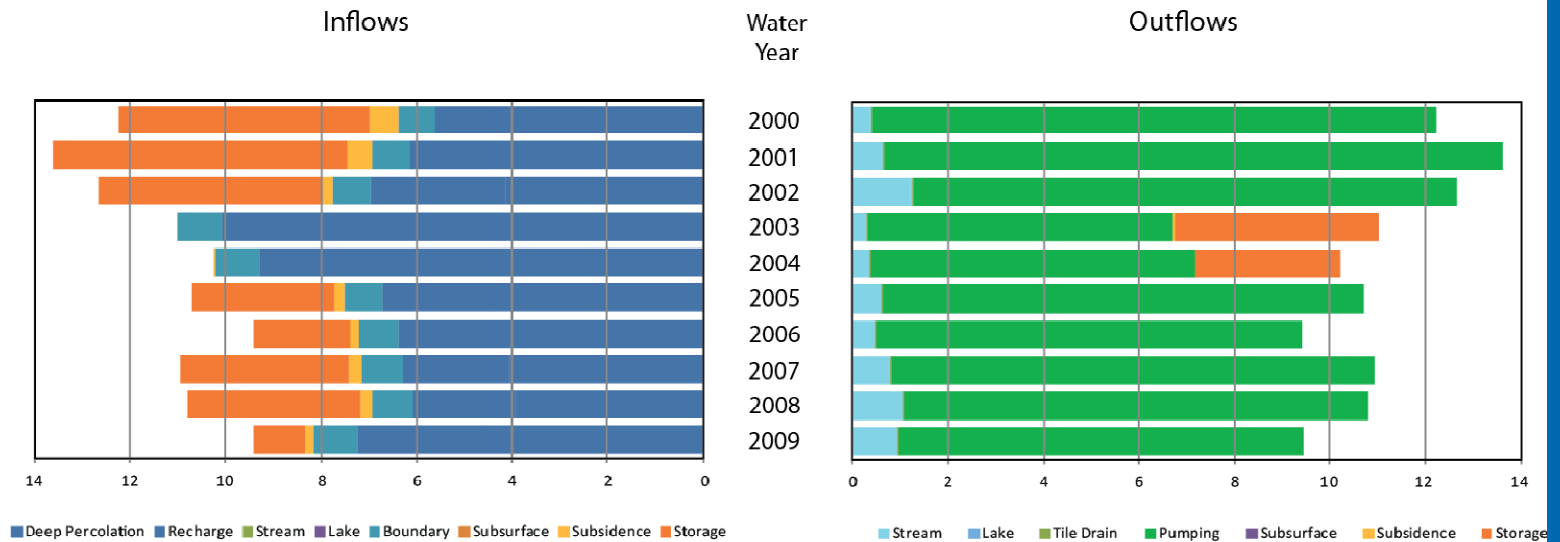 Inflows
Water
Year
Outflows
2000
2001
2002
2003
2004
2005
2006
2007
2008
2009
14 12 10 8 6 4 2 0
0 2 4 6 8 10 12 14
Deep Percolation Recharge Stream Lake Boundary Subsurface Subsidence Storage
Stream Lake Tile Drain Pumping Subsurface Subsidence Storage